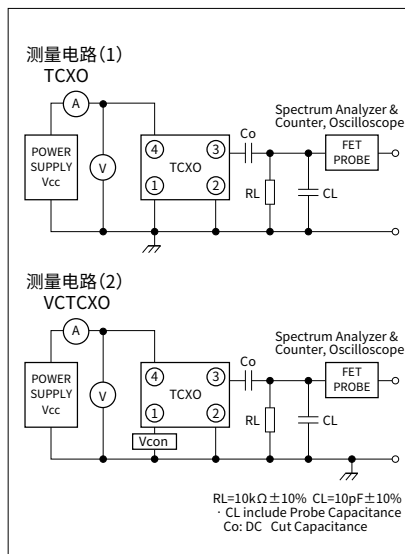 测量电路(1)
TCXO
A
POWER
SUPPLY
Vcc
V
4
3
TCXO
1
2
Co
Spectrum Analyzer &
Counter, Oscilloscope
FET
PROBE
RL
CL
测量电路(2)
VCTCXO
A
POWER
SUPPLY
Vcc
V
4
3
TCXO
1
2
Vcon
Co
Spectrum Analyzer &
Counter, Oscilloscope
FET
PROBE
RL
CL
RL=10kΩ±10% CL=10pF±10%
· CL include Probe Capacitance
Co: DC Cut Capacitance